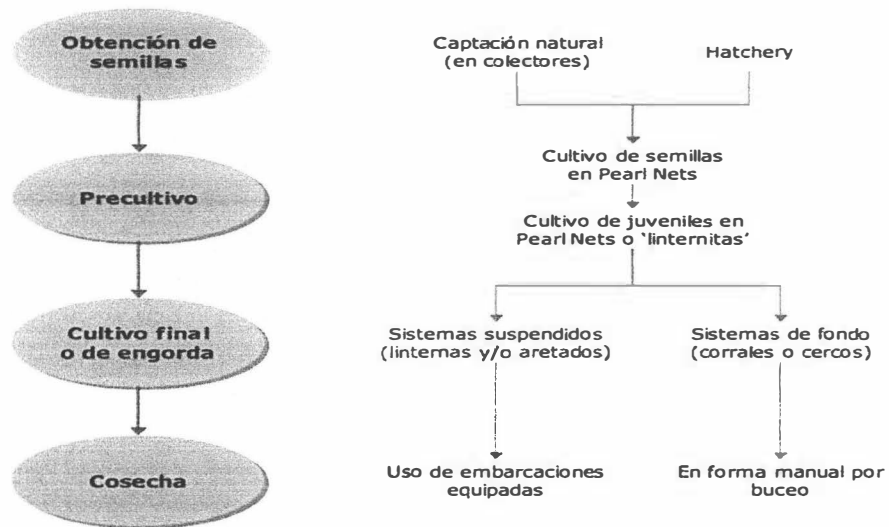 Obtención de
semillas
Captación natural
(en colectores)
Hatchery
Cultivo de semillas
en Pearl Nets
Precultivo
Cultivo de juveniles en
Pearl Nets o 'linternitas'
Cultivo final
o de engorda
Sistemas suspendidos
(linternas y/o aretados)
Sistemas de fondo
(corrales o cercos)
Cosecha
Uso de embarcaciones
equipadas
En forma manual por
buceo